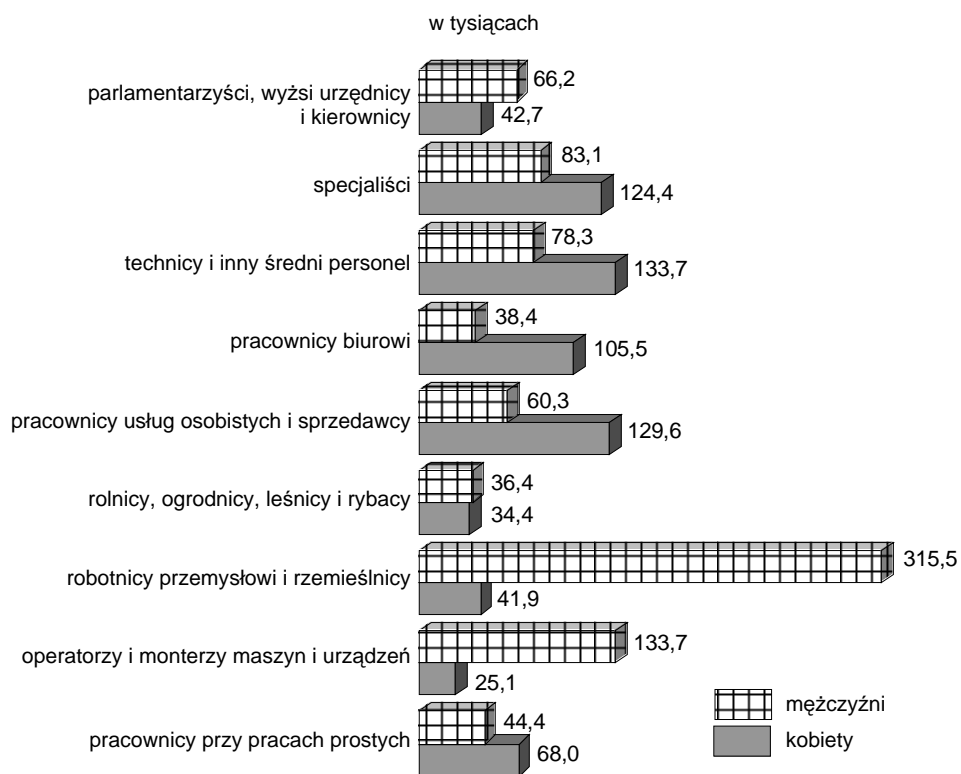 w tysiącach
parlamentarzyści, wyżsi urzędnicy
i kierownicy
66,2
42,7
specjaliści
83,1
124,4
technicy i inny średni personel
78,3
133,7
pracownicy biurowi
38,4
105,5
pracownicy usług osobistych i sprzedawcy
60,3
129,6
rolnicy, ogrodnicy, leśnicy i rybacy
36,4
34,4
robotnicy przemysłowi i rzemieślnicy
315,5
41,9
operatorzy i monterzy maszyn i urządzeń
133,7
25,1
pracownicy przy pracach prostych
44,4
68,0
mężczyźni
kobiety